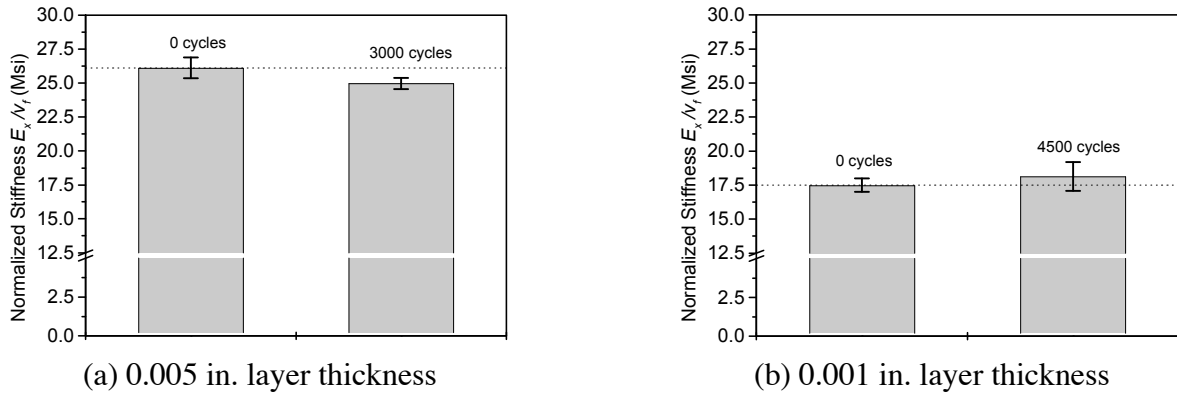 Normalized Stiffness E_x/v_f (Msi)
30.0
27.5
25.0
22.5
20.0
17.5
15.0
12.5
2.5
0.0
0 cycles
3000 cycles
(a) 0.005 in. layer thickness
Normalized Stiffness E_x/v_f (Msi)
30.0
27.5
25.0
22.5
20.0
17.5
15.0
12.5
2.5
0.0
0 cycles
4500 cycles
(b) 0.001 in. layer thickness